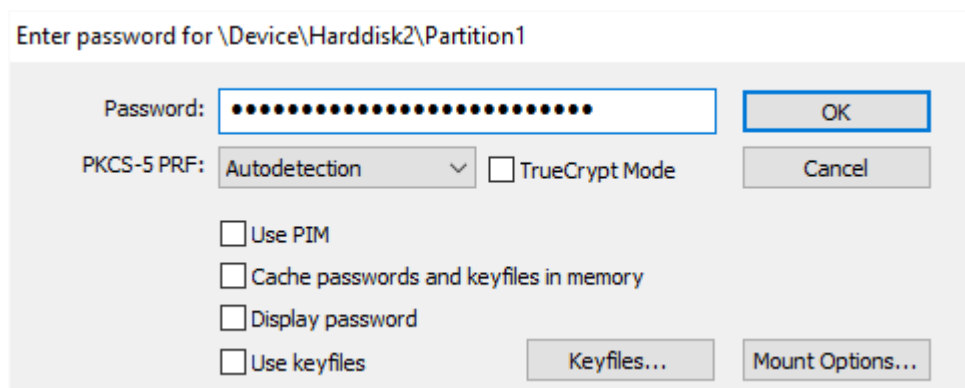 Enter password for \Device\Harddisk2\Partition1
Password: ●●●●●●●●●●●●●●●●●●●●●●●●●● OK
PKCS-5 PRF: Autodetection TrueCrypt Mode Cancel
Use PIM
Cache passwords and keyfiles in memory
Display password
Use keyfiles Keyfiles... Mount Options...